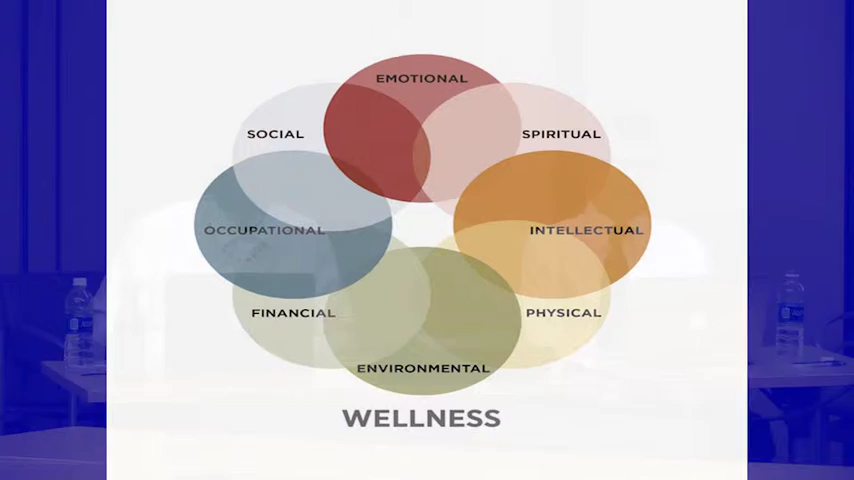 EMOTIONAL
SOCIAL
SPIRITUAL
OCCUPATIONAL
INTELLECTUAL
FINANCIAL
PHYSICAL
ENVIRONMENTAL
WELLNESS